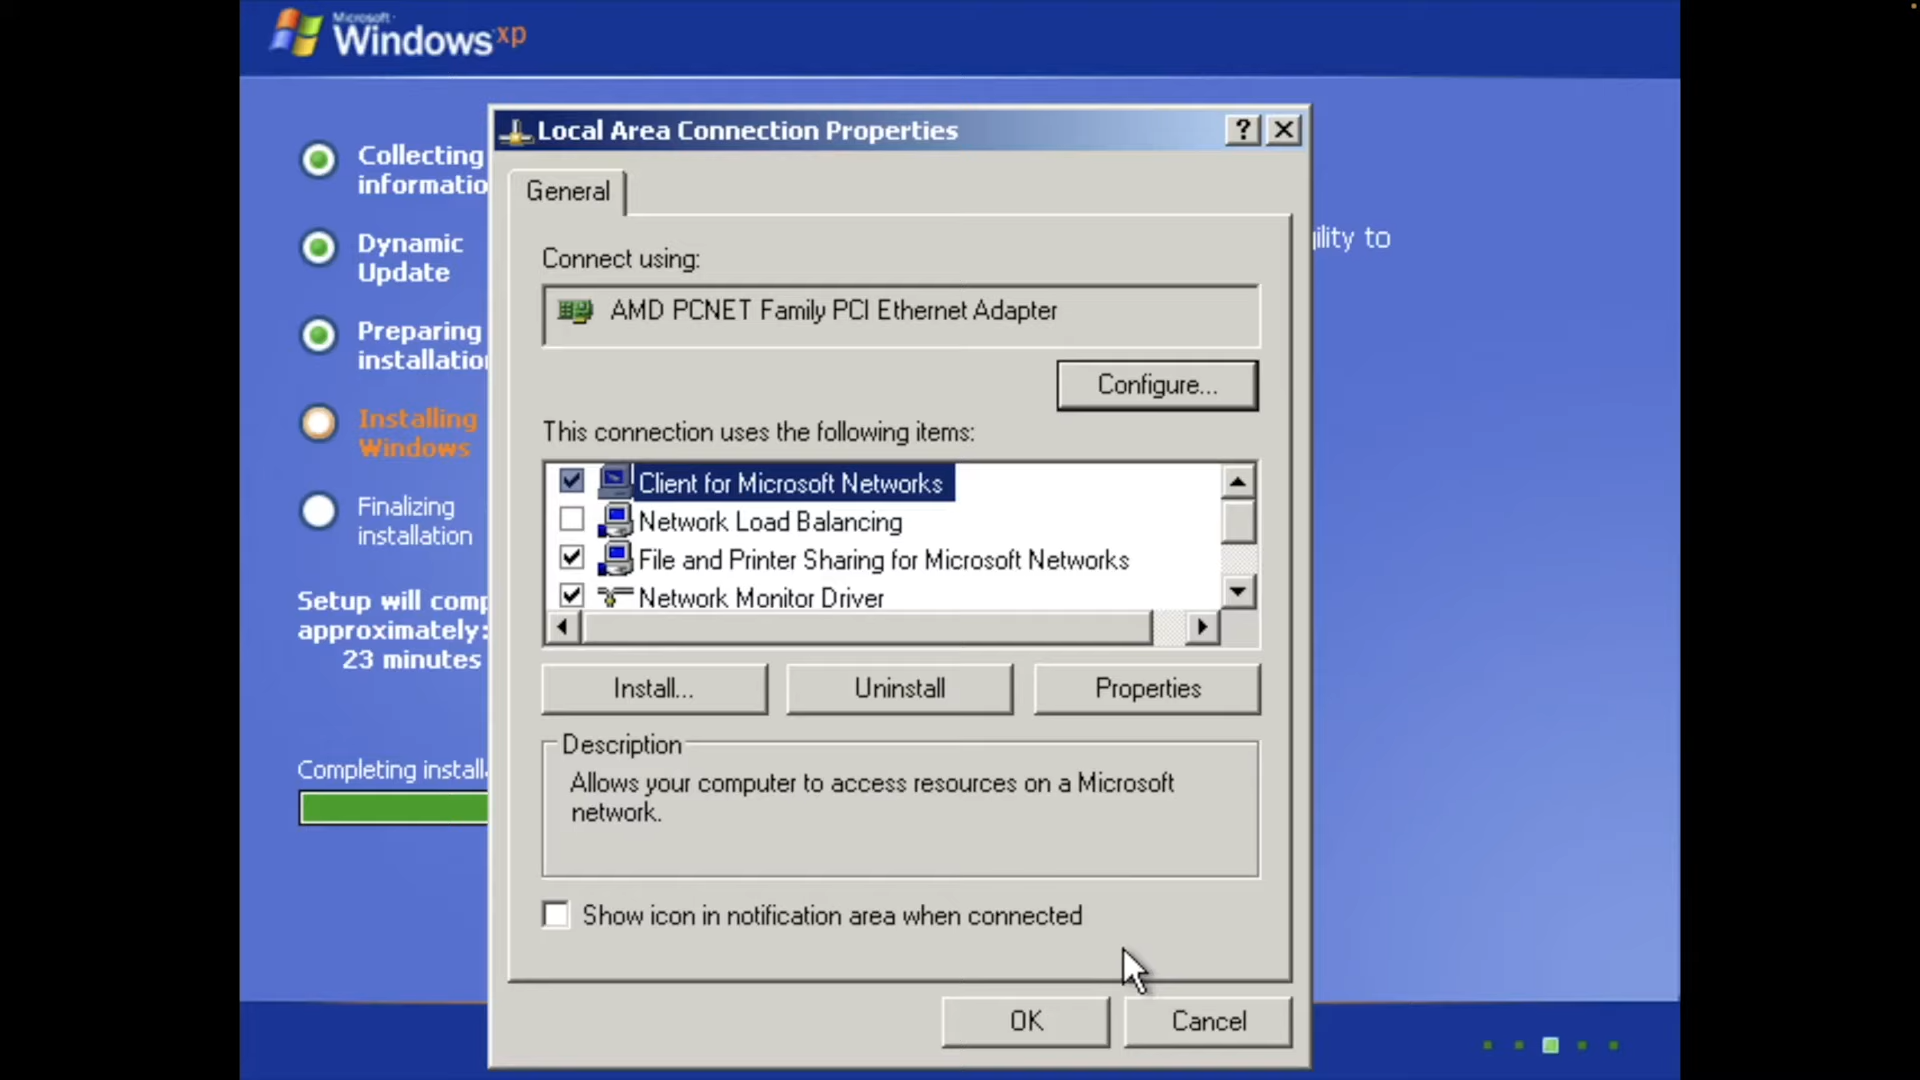 Microsoft
Windows xp
Local Area Connection Properties
General
Connect using:
AMD PCNET Family PCI Ethernet Adapter
Configure...
This connection uses the following items:
Client for Microsoft Networks
Network Load Balancing
File and Printer Sharing for Microsoft Networks
Network Monitor Driver
Install...
Uninstall
Properties
Description
Allows your computer to access resources on a Microsoft
network.
Show icon in notification area when connected
OK
Cancel
Collecting
informatio
Dynamic
Update
Preparing
installation
Installing
Windows
Finalizing
installation
Setup will comp
approximately:
23 minutes
Completing install
ility to